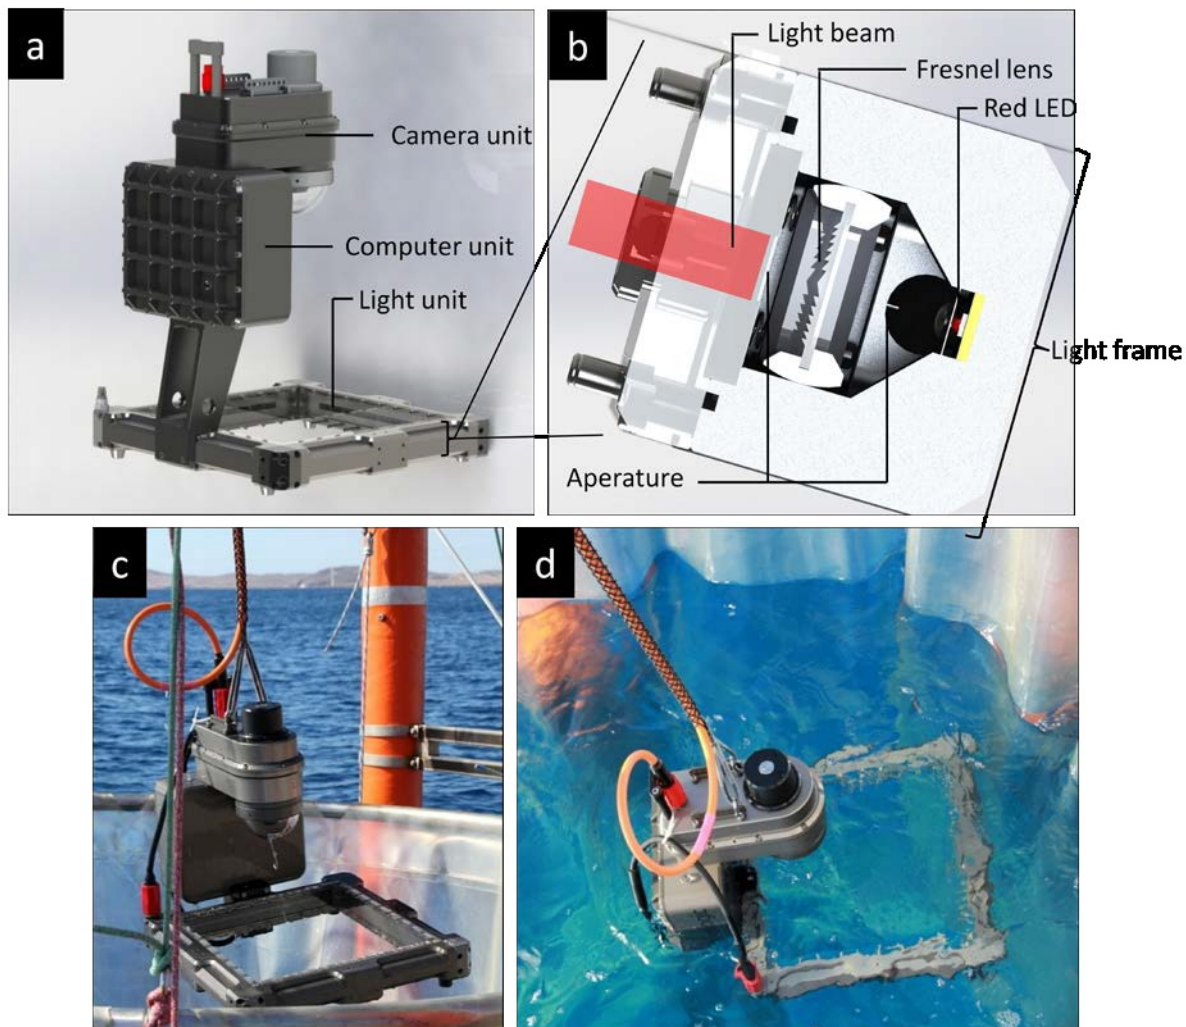 a
Camera unit
Computer unit
Light unit
b
Light beam
Fresnel lens
Red LED
Light frame
Aperature
c
d